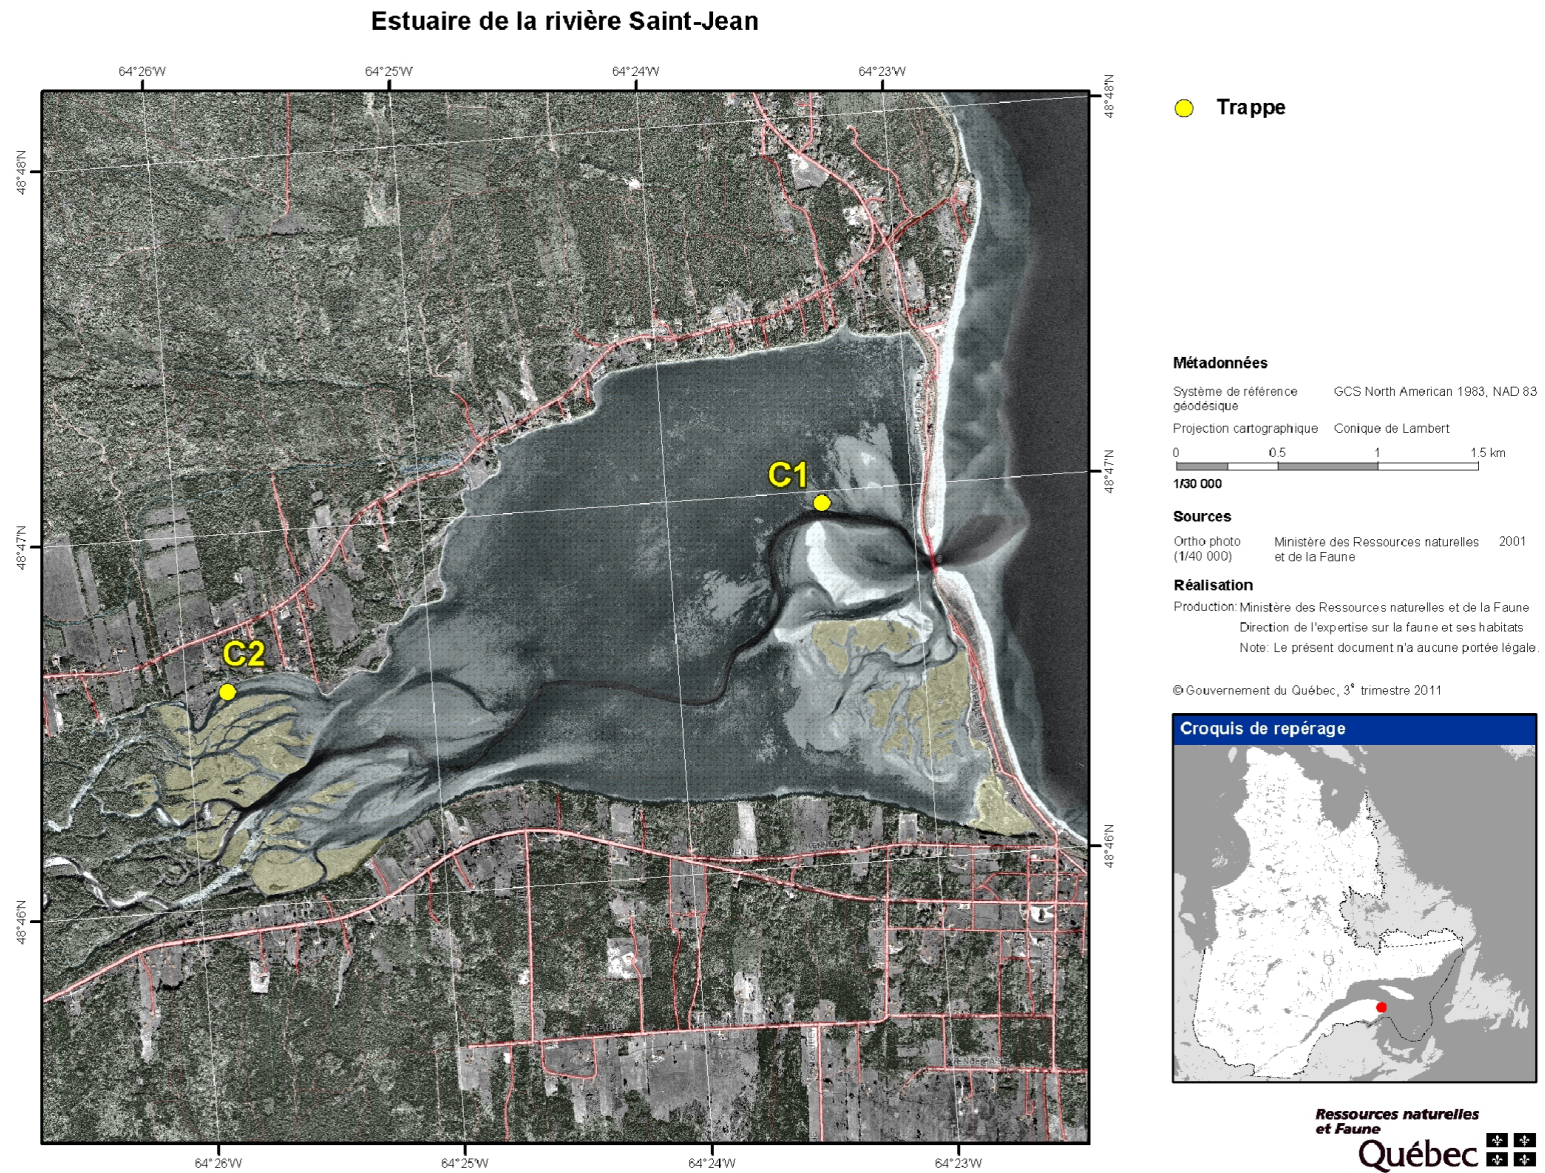 Estuaire de la rivière Saint-Jean
64°26'W
64°25'W
64°24'W
64°23'W
48°48'N
48°48'N
48°47'N
48°47'N
48°46'N
48°46'N
C1
C2
64°26'W
64°25'W
64°24'W
64°23'W
Trappe
Métadonnées
Système de référence géodésique GCS North American 1983, NAD 83
Projection cartographique Conique de Lambert
0 0.5 1 1.5 km
1/30 000
Sources
Ortho photo Ministère des Ressources naturelles 2001
(1/40 000) et de la Faune
Réalisation
Production: Ministère des Ressources naturelles et de la Faune
Direction de l'expertise sur la faune et ses habitats
Note: Le présent document n'a aucune portée légale.
© Gouvernement du Québec, 3e trimestre 2011
Croquis de repérage
Ressources naturelles
et Faune
Québec